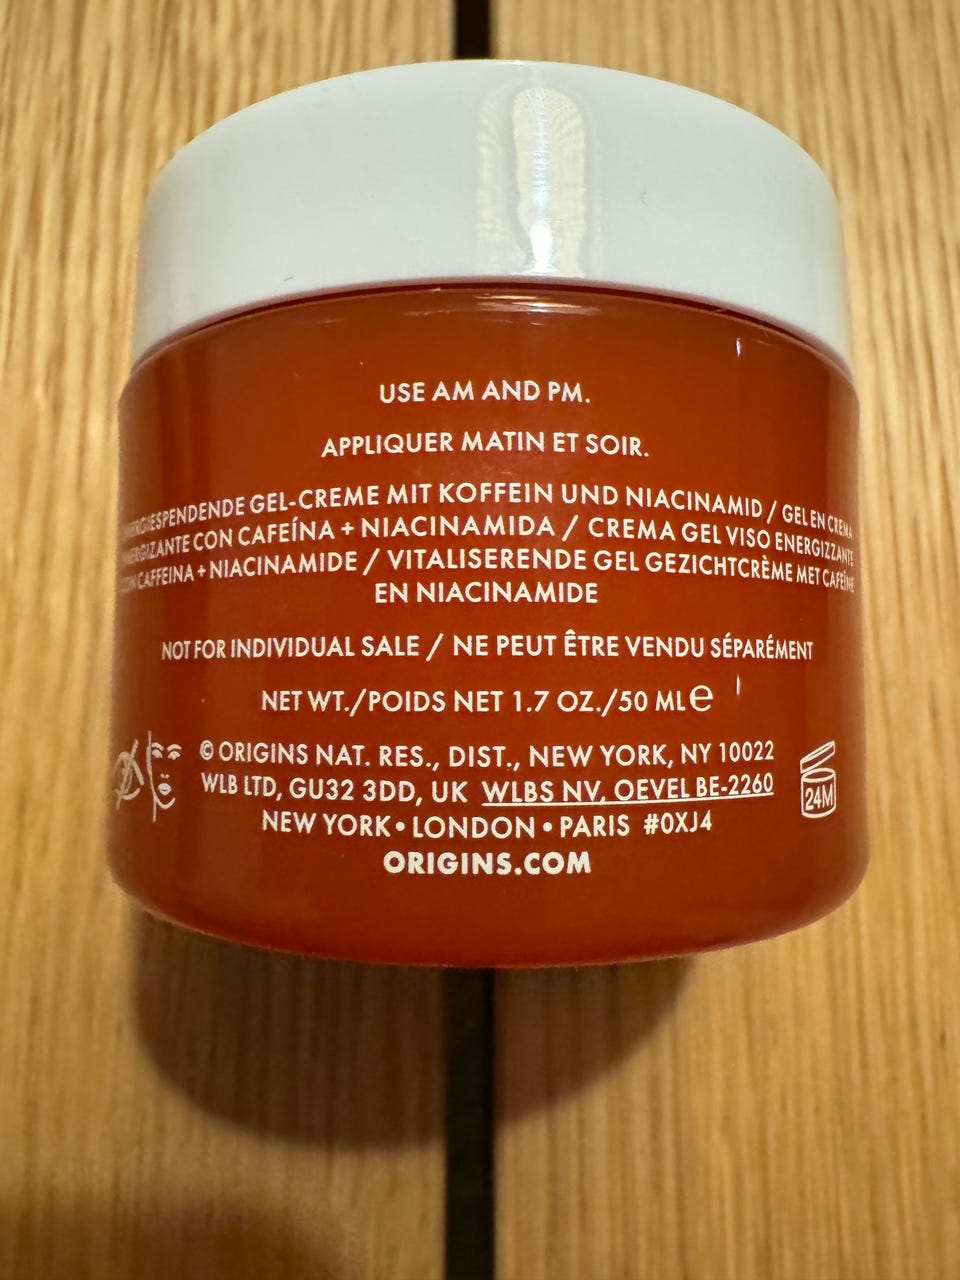 USE AM AND PM.
APPLIQUER MATIN ET SOIR.
GEL-CREME MIT KOFFEIN UND NIACINAMID / GEL EN CREMA
CON CAFEÍNA + NIACINAMIDA / CREMA GEL VISO ENERGIZZANTE
CAFFEINA + NIACINAMIDE / VITALISERENDE GEL GEZICHTCRÈME MET CAFEÏNE
EN NIACINAMIDE
NOT FOR INDIVIDUAL SALE / NE PEUT ÊTRE VENDU SÉPARÉMENT
NET WT./POIDS NET 1.7 OZ./50 ML e
© ORIGINS NAT. RES., DIST., NEW YORK, NY 10022
WLB LTD, GU32 3DD, UK WLBS NV, OEVEL BE-2260
NEW YORK • LONDON • PARIS #0XJ4
ORIGINS.COM
24M